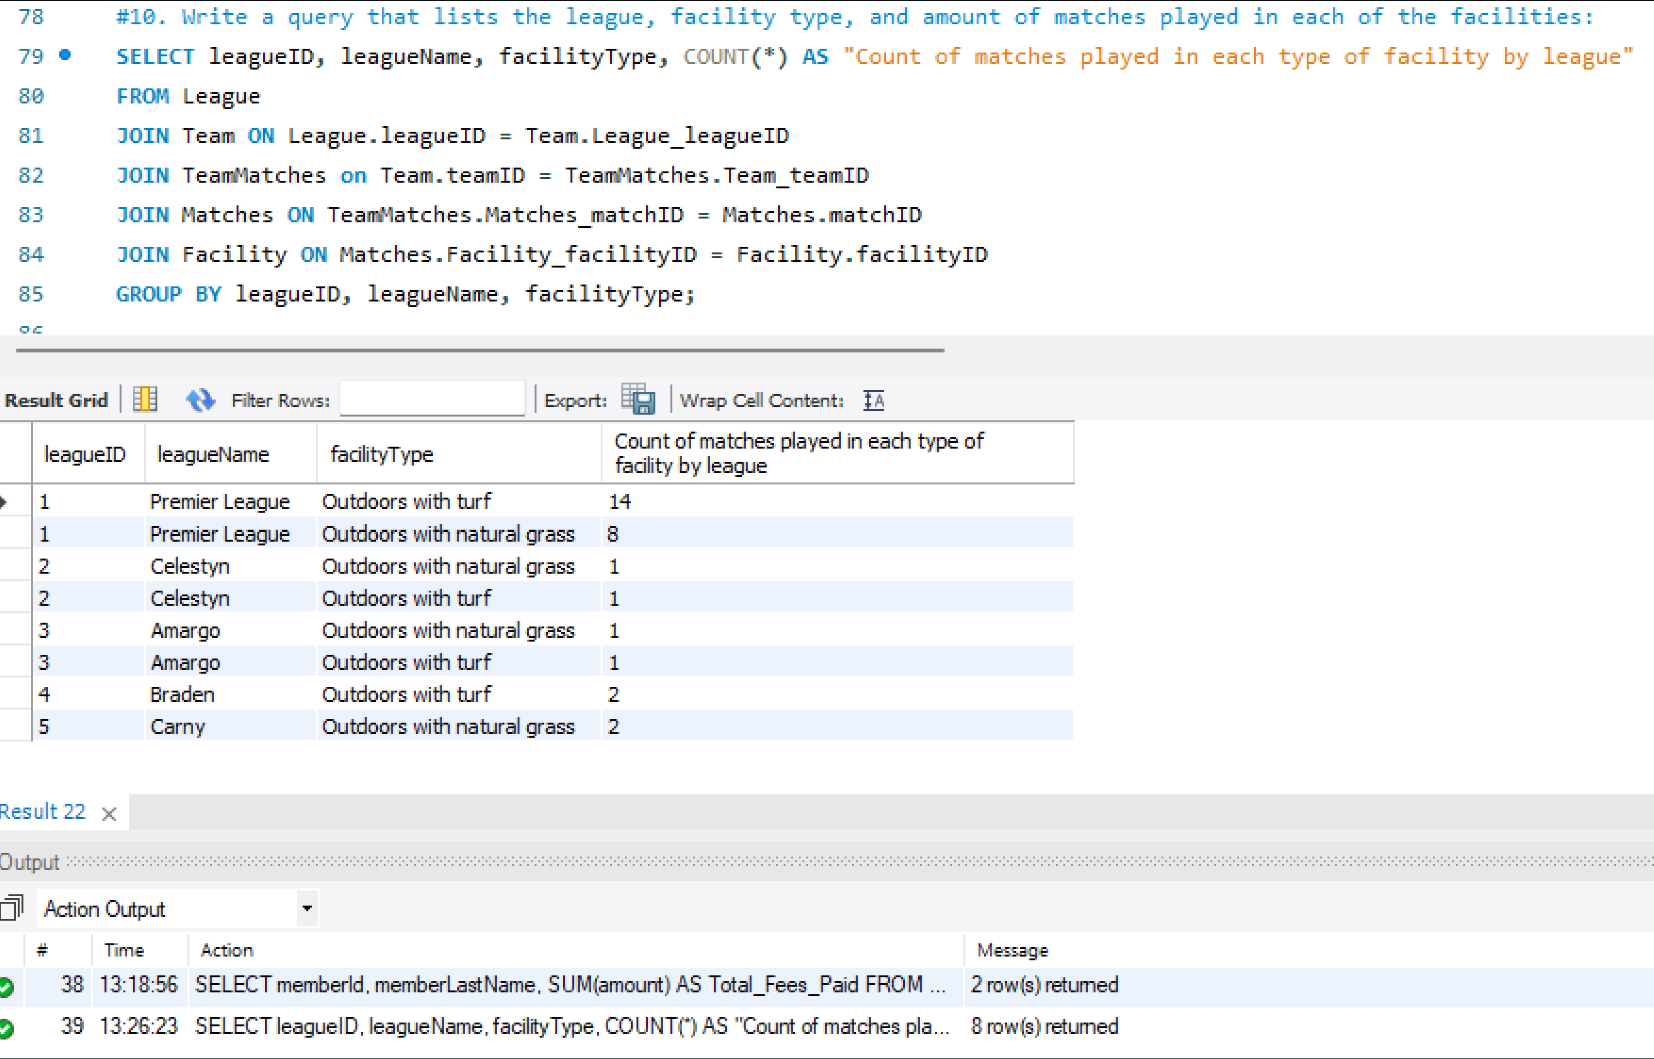 78 #10. Write a query that lists the league, facility type, and amount of matches played in each of the facilities:
79 SELECT leagueID, leagueName, facilityType, COUNT(*) AS "Count of matches played in each type of facility by league"
80 FROM League
81 JOIN Team ON League.leagueID = Team.League_leagueID
82 JOIN TeamMatches on Team.teamID = TeamMatches.Team_teamID
83 JOIN Matches ON TeamMatches.Matches_matchID = Matches.matchID
84 JOIN Facility ON Matches.Facility_facilityID = Facility.facilityID
85 GROUP BY leagueID, leagueName, facilityType;
86
Result Grid Filter Rows: Export: Wrap Cell Content: IA
leagueID leagueName facilityType Count of matches played in each type of
facility by league
1 Premier League Outdoors with turf 14
1 Premier League Outdoors with natural grass 8
2 Celestyn Outdoors with natural grass 1
2 Celestyn Outdoors with turf 1
3 Amargo Outdoors with natural grass 1
3 Amargo Outdoors with turf 1
4 Braden Outdoors with turf 2
5 Carny Outdoors with natural grass 2
Result 22
Output
Action Output
# Time Action Message
38 13:18:56 SELECT memberId, memberLastName, SUM(amount) AS Total_Fees_Paid FROM ... 2 row(s) returned
39 13:26:23 SELECT leagueID, leagueName, facilityType, COUNT(*) AS "Count of matches pla... 8 row(s) returned